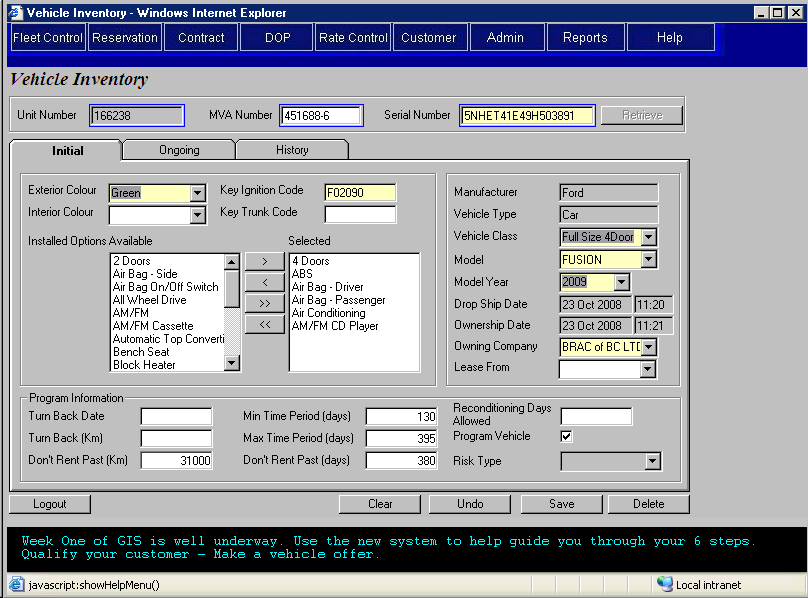 Vehicle Inventory - Windows Internet Explorer
Fleet Control Reservation Contract DOP Rate Control Customer Admin Reports Help
Vehicle Inventory
Unit Number 166238 MVA Number 451688-6 Serial Number 5NHET41E49H503891 Retrieve
Initial Ongoing History
Exterior Colour Green Key Ignition Code F02090
Interior Colour Key Trunk Code
Installed Options Available Selected
2 Doors
Air Bag - Side
Air Bag On/Off Switch
All Wheel Drive
AM/FM
AM/FM Cassette
Automatic Top Converti
Bench Seat
Block Heater
>
<
>>
<<
4 Doors
ABS
Air Bag - Driver
Air Bag - Passenger
Air Conditioning
AM/FM CD Player
Manufacturer Ford
Vehicle Type Car
Vehicle Class Full Size 4Door
Model FUSION
Model Year 2009
Drop Ship Date 23 Oct 2008 11:20
Ownership Date 23 Oct 2008 11:21
Owning Company BRAC of BC LTD
Lease From
Program Information
Turn Back Date Min Time Period (days) 130 Reconditioning Days
Allowed
Turn Back (Km) Max Time Period (days) 395 Program Vehicle
Don't Rent Past (Km) 31000 Don't Rent Past (days) 380 Risk Type
Logout Clear Undo Save Delete
Week One of GIS is well underway. Use the new system to help guide you through your 6 steps.
Qualify your customer - Make a vehicle offer.
javascript:showHelpMenu() Local intranet